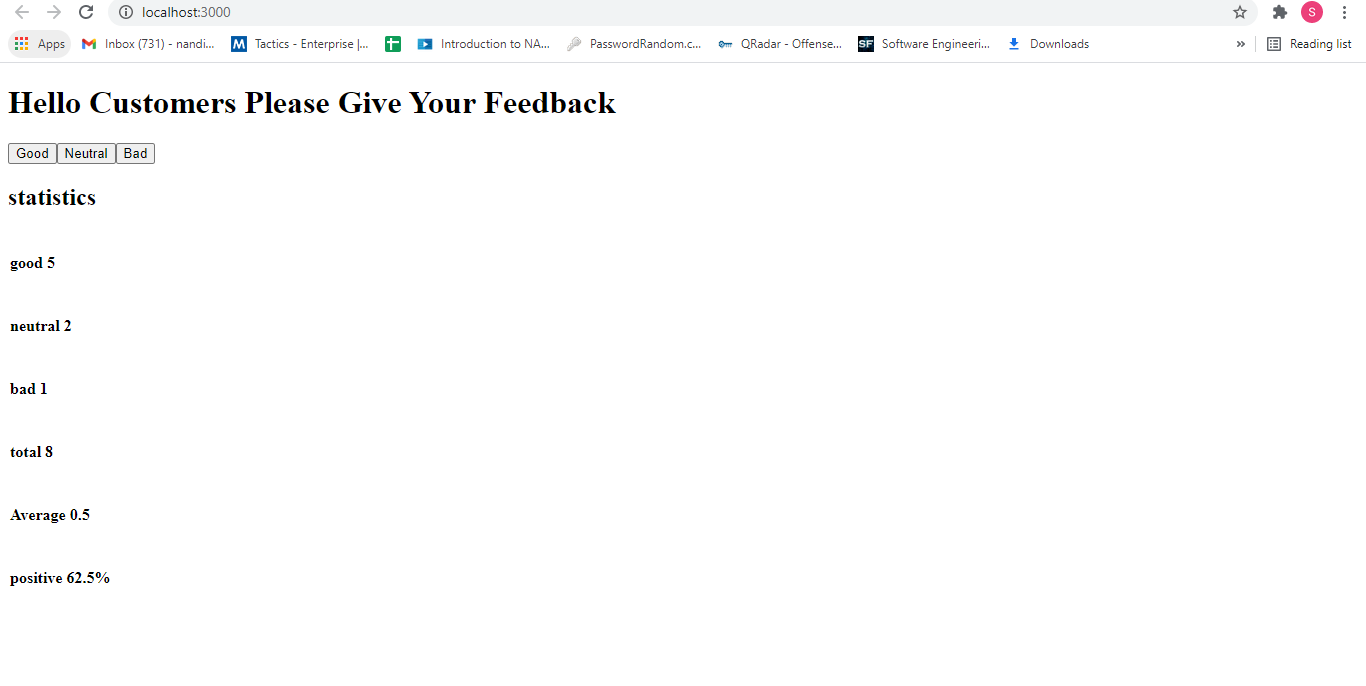 localhost:3000
S
Apps Inbox (731) - nandi... M Tactics - Enterprise |... Introduction to NA... PasswordRandom.c... QRadar - Offense... SF Software Engineeri... Downloads » Reading list
Hello Customers Please Give Your Feedback
Good Neutral Bad
statistics
good 5
neutral 2
bad 1
total 8
Average 0.5
positive 62.5%